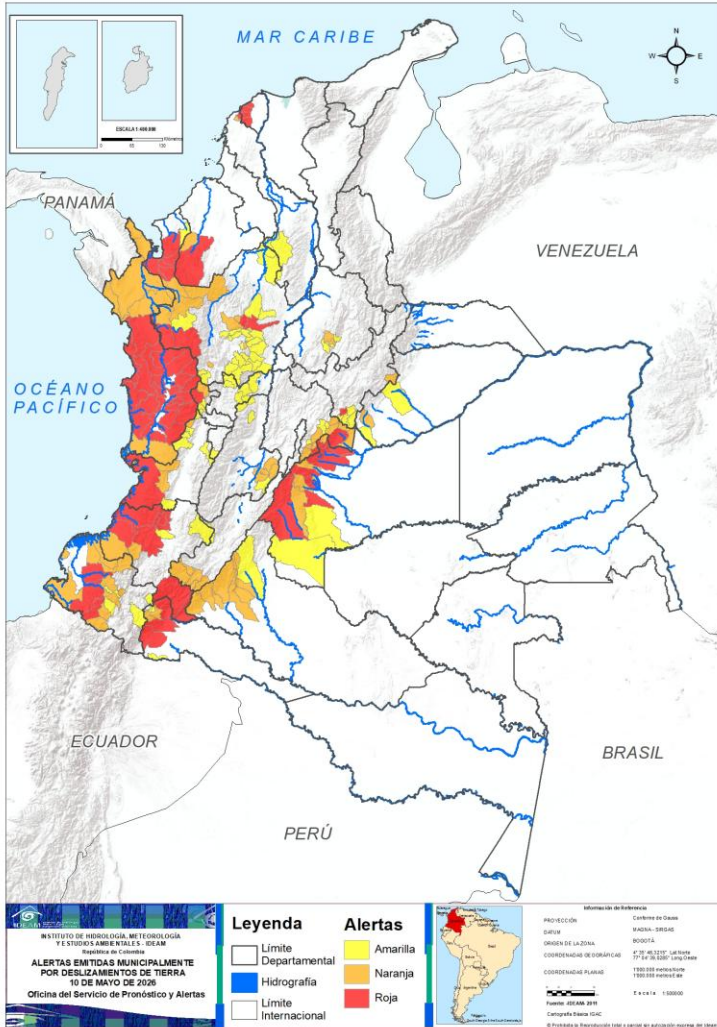 MAR CARIBE
N
W
E
S
ESCALA 1:400.000
PANAMÁ
VENEZUELA
OCÉANO
PACÍFICO
ECUADOR
BRASIL
PERÚ
IDEAM
INSTITUTO DE HIDROLOGÍA, METEOROLOGÍA
Y ESTUDIOS AMBIENTALES - IDEAM
República de Colombia
ALERTAS EMITIDAS MUNICIPALMENTE
POR DESLIZAMIENTOS DE TIERRA
10 DE MAYO DE 2026
Oficina del Servicio de Pronóstico y Alertas
Leyenda
Límite
Departamental
Hidrografía
Límite
Internacional
Alertas
Amarilla
Naranja
Roja
Información de Referencia
PROYECCIÓN Conforme de Gauss
DATUM MAGNA-SIRGAS
ORIGEN DE LA ZONA BOGOTÁ
COORDENADAS GEOGRÁFICAS
COORDENADAS PLANAS
Fuente: IDEAM 2011
Cartografía Básica IGAC